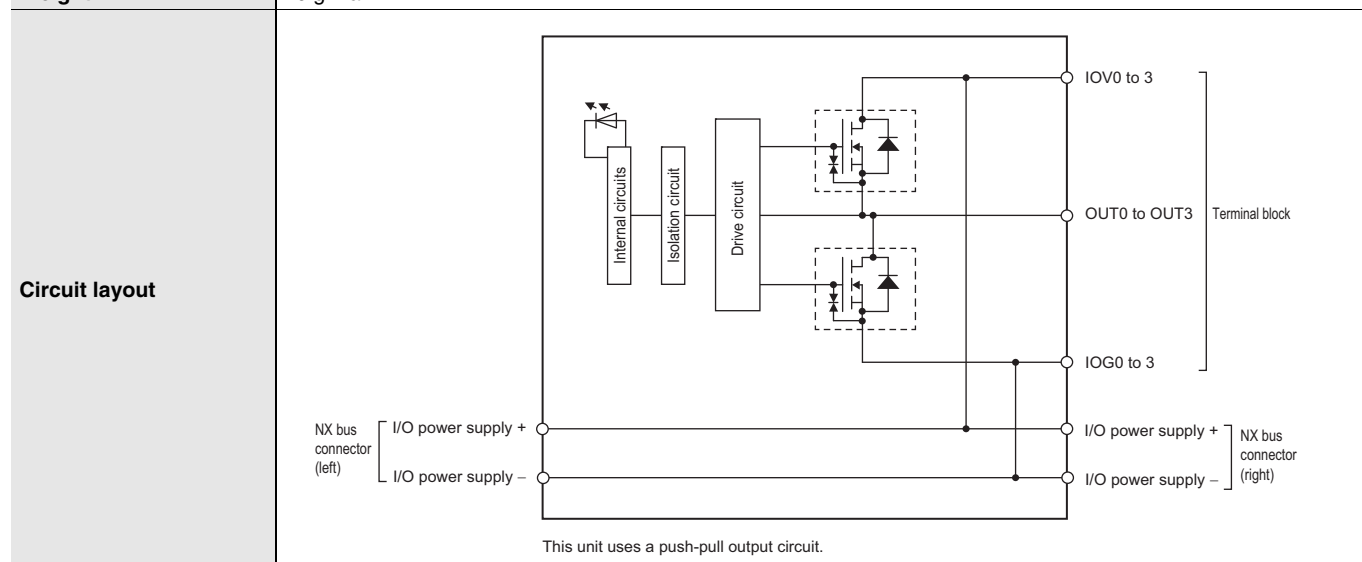 Circuit layout
Internal circuits
Isolation circuit
Drive circuit
IOV0 to 3
OUT0 to OUT3
Terminal block
IOG0 to 3
NX bus
connector
(left)
I/O power supply +
I/O power supply –
I/O power supply +
I/O power supply –
NX bus
connector
(right)
This unit uses a push-pull output circuit.